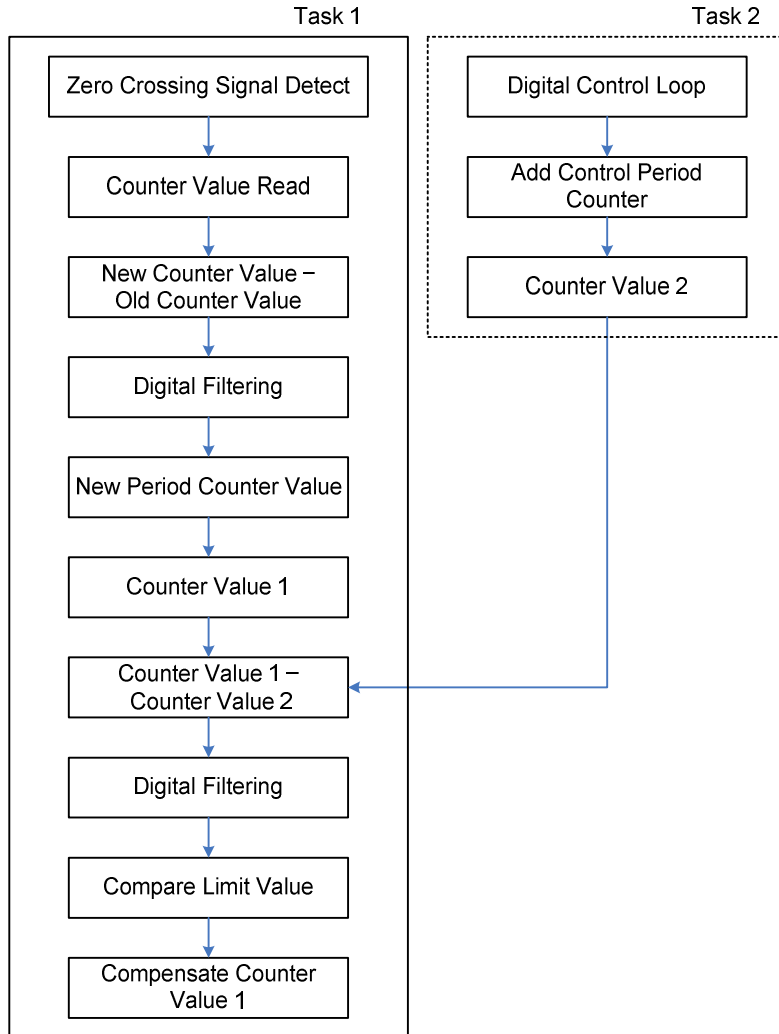 Task 1
Zero Crossing Signal Detect
Counter Value Read
New Counter Value –
Old Counter Value
Digital Filtering
New Period Counter Value
Counter Value 1
Counter Value 1 –
Counter Value 2
Digital Filtering
Compare Limit Value
Compensate Counter
Value 1
Task 2
Digital Control Loop
Add Control Period
Counter
Counter Value 2